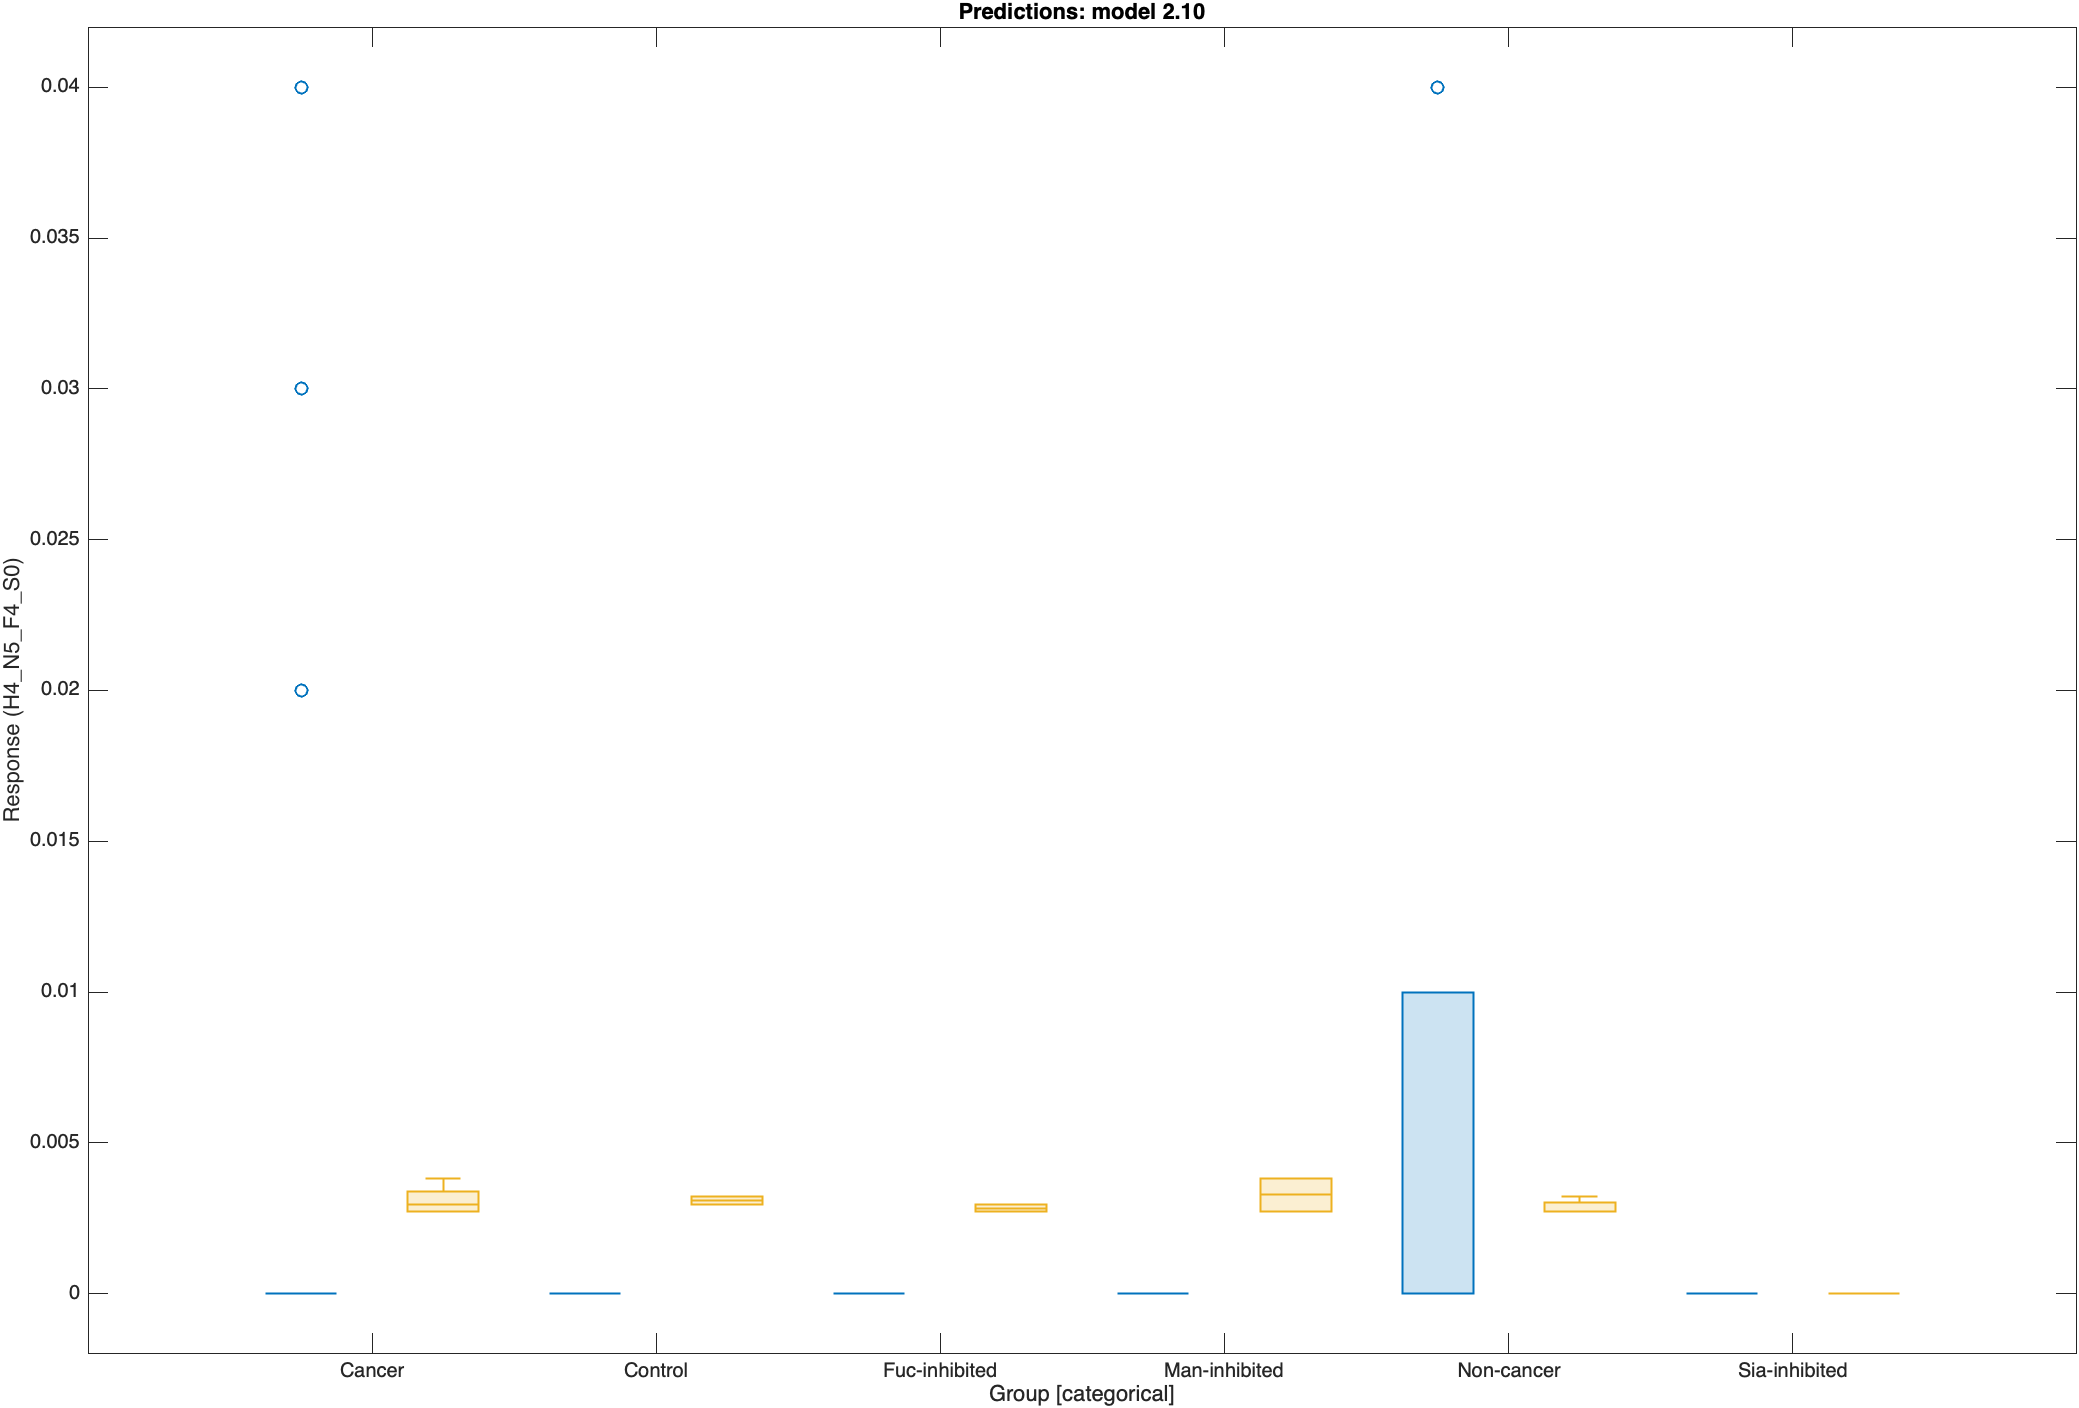 Predictions: model 2.10
0.04
0.035
0.03
0.025
0.02
0.015
0.01
0.005
0
Response (H4_N5_F4_S0)
Cancer Control Fuc-inhibited Man-inhibited Non-cancer Sia-inhibited
Group [categorical]